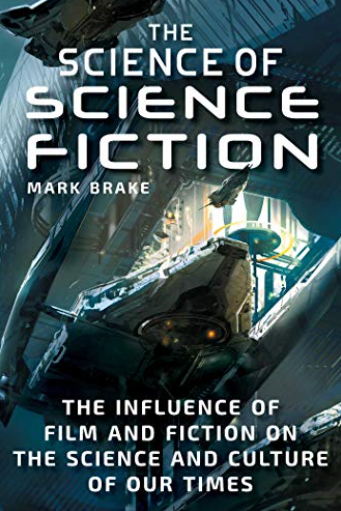 THE
SCIENCE OF
SCIENCE
FICTION
MARK BRAKE
THE INFLUENCE OF
FILM AND FICTION ON
THE SCIENCE AND CULTURE
OF OUR TIMES